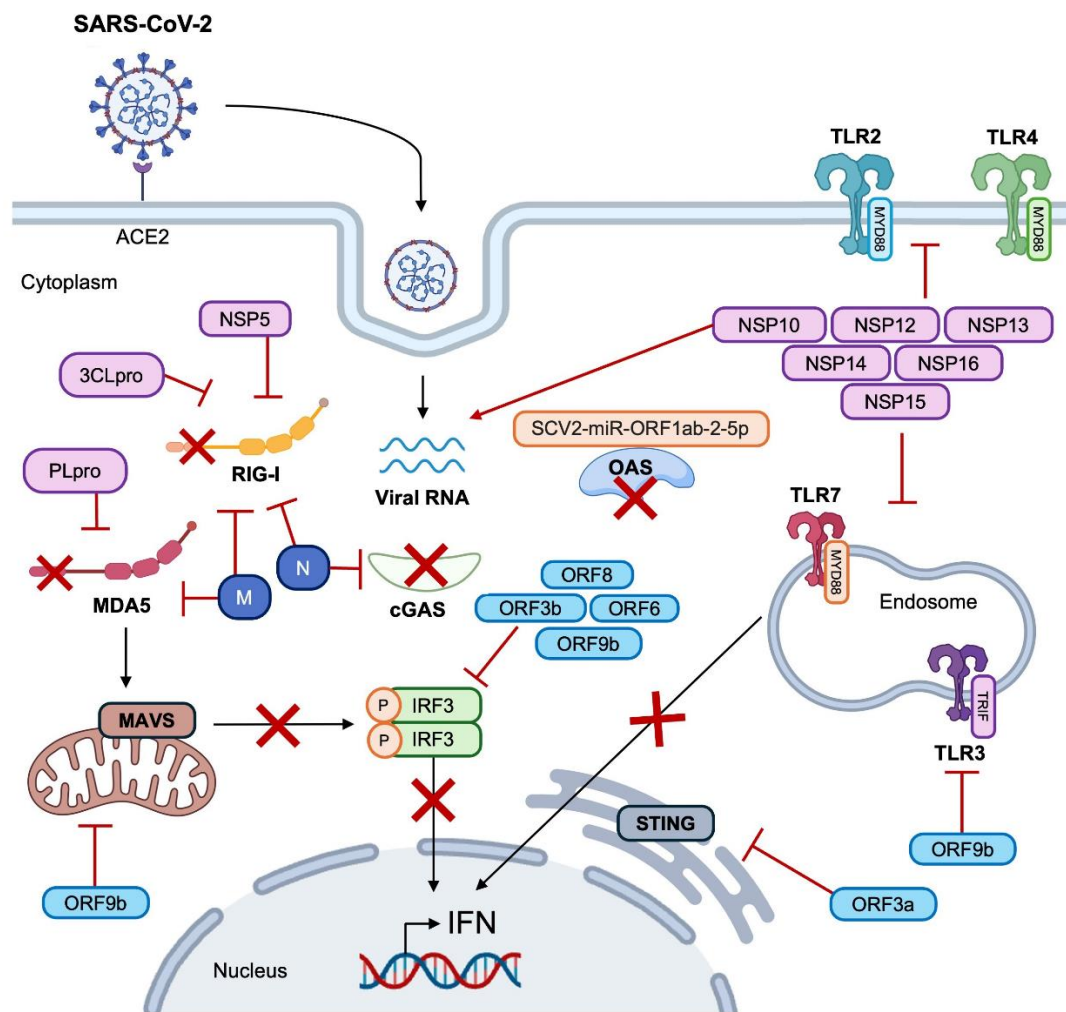 SARS-CoV-2
TLR2
TLR4
MYD88
MYD88
ACE2
Cytoplasm
NSP5
NSP10
NSP12
NSP13
3CLpro
NSP14
NSP16
NSP15
SCV2-miR-ORF1ab-2-5p
PLpro
RIG-I
OAS
Viral RNA
TLR7
MYD88
N
M
MDA5
cGAS
ORF8
ORF3b
ORF6
ORF9b
Endosome
TRIF
P
IRF3
MAVS
P
IRF3
TLR3
STING
ORF9b
ORF9b
ORF3a
IFN
Nucleus